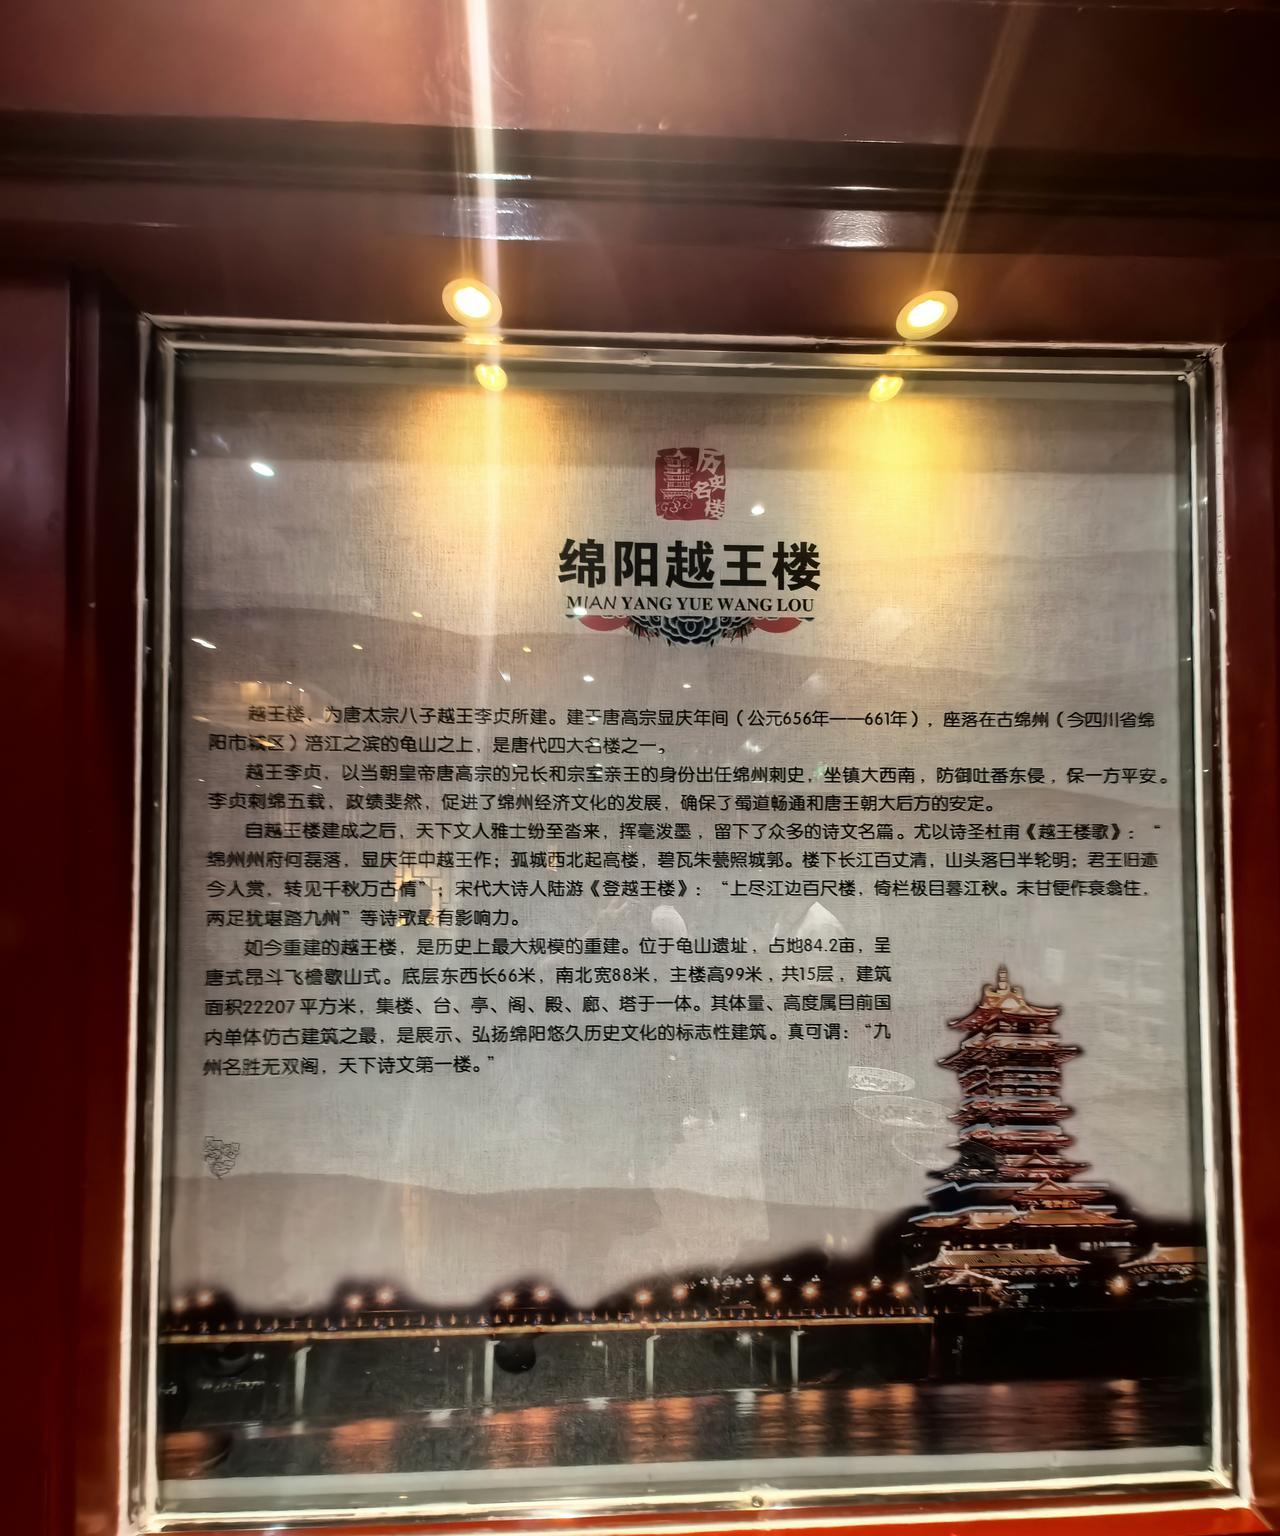 历史名楼
绵阳越王楼
MIAN YANG YUE WANG LOU
越王楼，为唐太宗八子越王李贞所建。建于唐高宗显庆年间（公元656年——661年），座落在古绵州（今四川省绵
阳市城区）涪江之滨的龟山之上，是唐代四大名楼之一。
越王李贞，以当朝皇帝唐高宗的兄长和宗室亲王的身份出任绵州刺史，坐镇大西南，防御吐番东侵，保一方平安。
李贞刺绵五载，政绩斐然，促进了绵州经济文化的发展，确保了蜀道畅通和唐王朝大后方的安定。
自越王楼建成之后，天下文人雅士纷至沓来，挥毫泼墨，留下了众多的诗文名篇。尤以诗圣杜甫《越王楼歌》：“
绵州州府何磊落，显庆年中越王作；孤城西北起高楼，碧瓦朱甍照城郭。楼下长江百丈清，山头落日半轮明；君王旧迹
今人赏，转见千秋万古情”；宋代大诗人陆游《登越王楼》：“上尽江边百尺楼，倚栏极目暮江秋。未甘便作衰翁住，
两足犹堪踏九州”等诗歌最有影响力。
如今重建的越王楼，是历史上最大规模的重建。位于龟山遗址，占地84.2亩，呈
唐式昂斗飞檐歇山式。底层东西长66米，南北宽88米，主楼高99米，共15层，建筑
面积22207平方米，集楼、台、亭、阁、殿、廊、塔于一体。其体量、高度属目前国
内单体仿古建筑之最，是展示、弘扬绵阳悠久历史文化的标志性建筑。真可谓：“九
州名胜无双阁，天下诗文第一楼。”